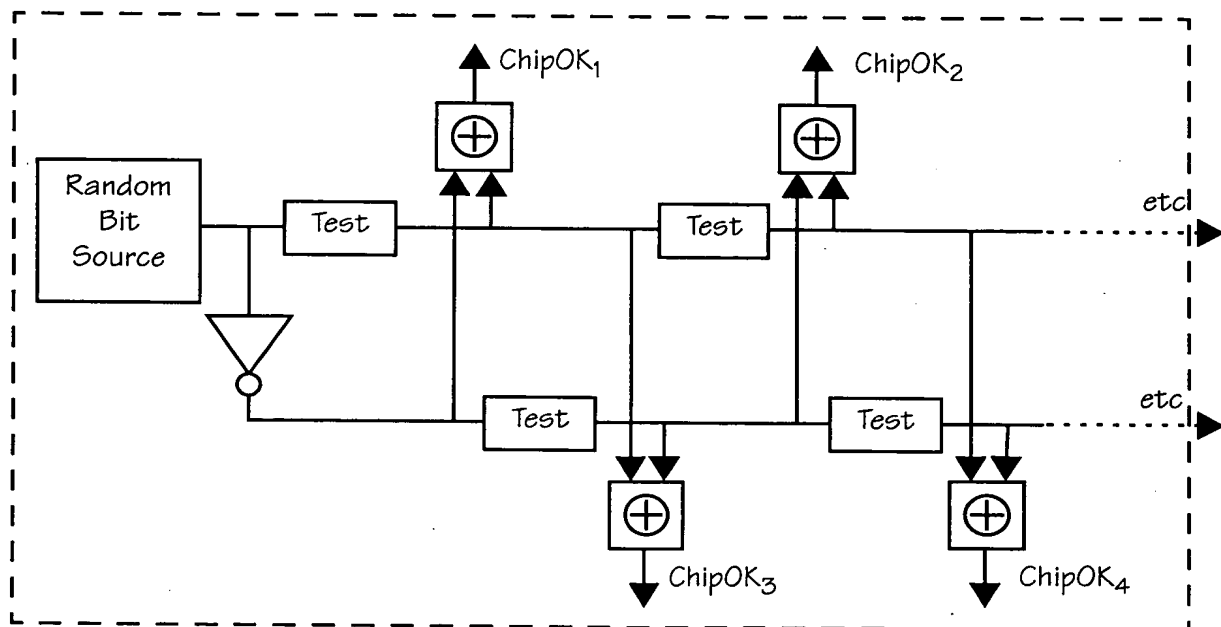 ChipOK₁
ChipOK₂
Random
Bit
Source
Test
Test
etc
Test
Test
etc
ChipOK₃
ChipOK₄